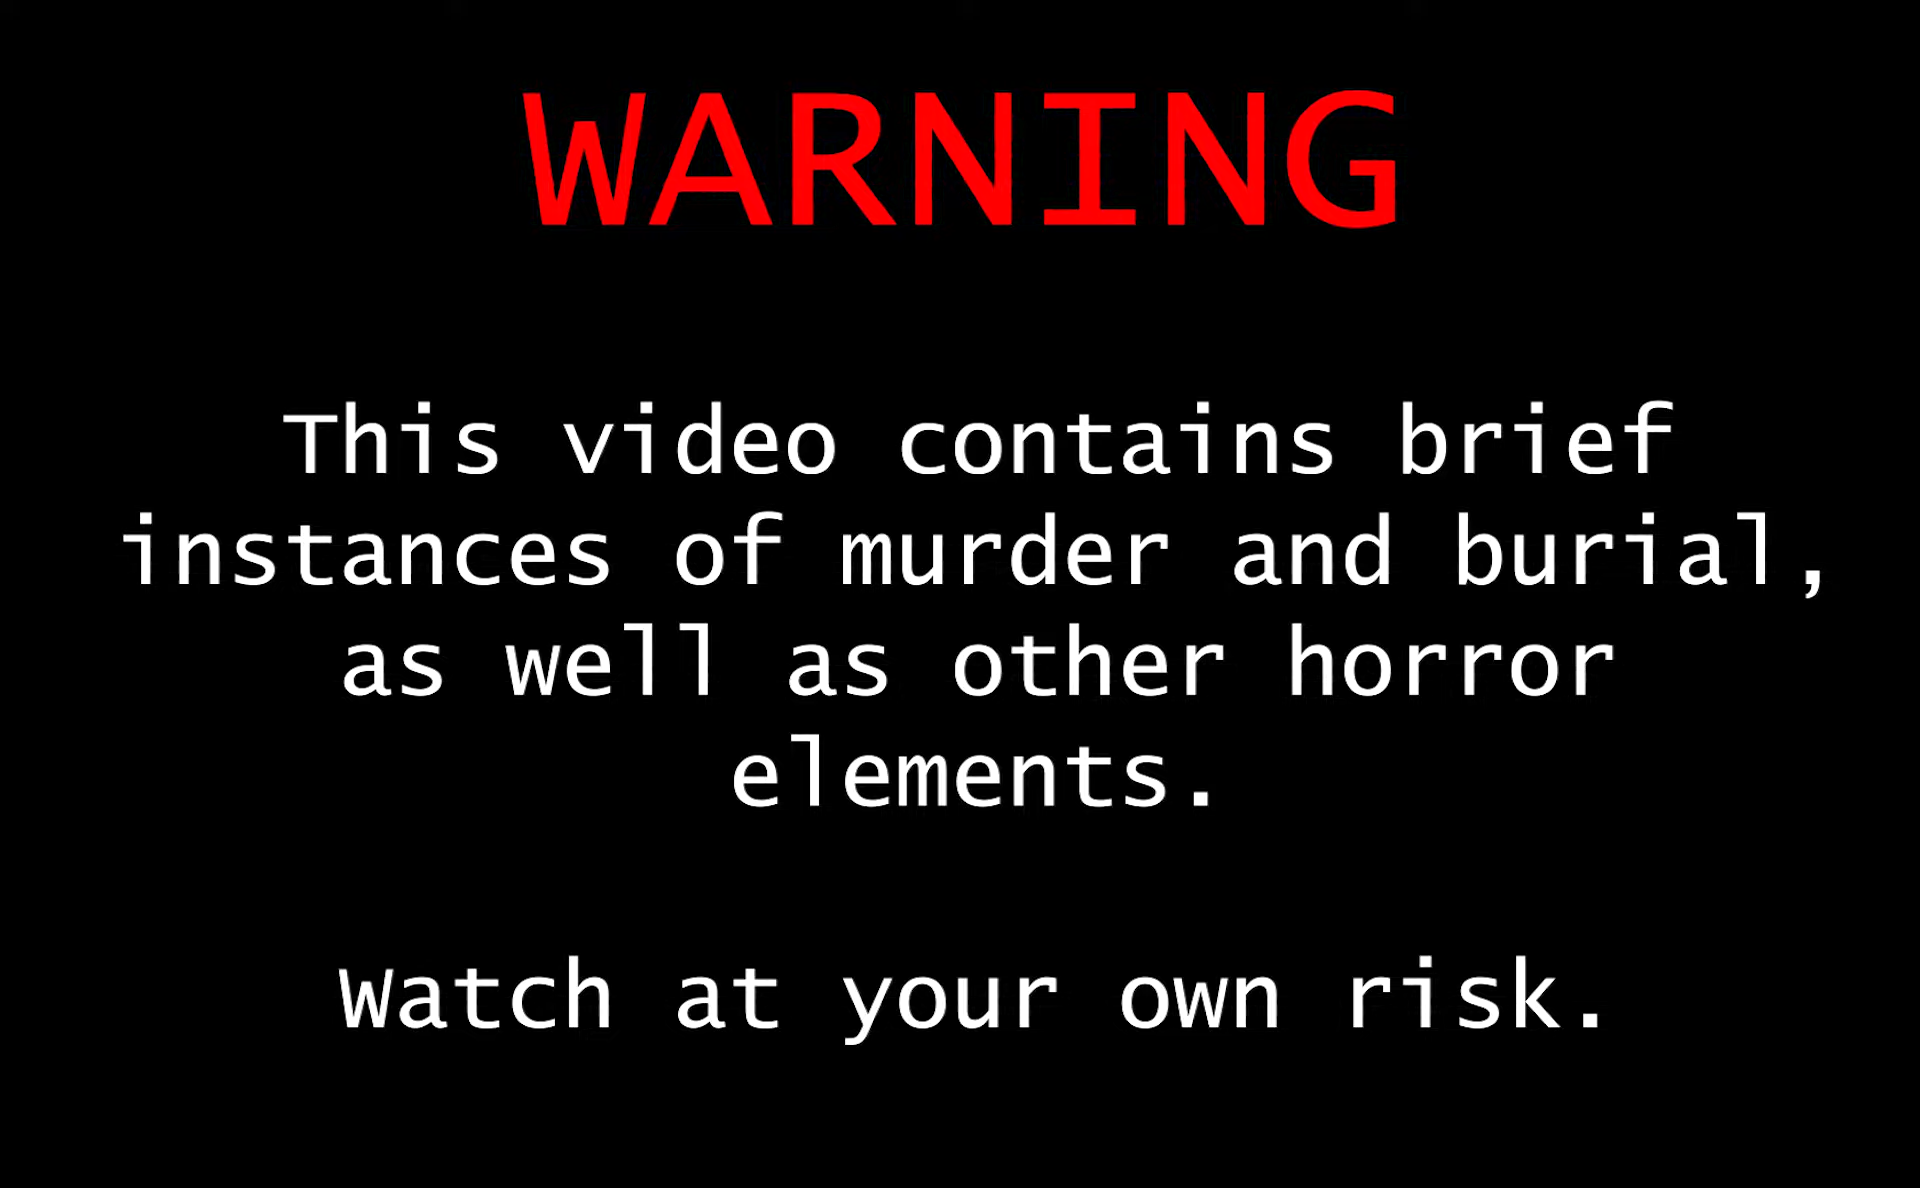 WARNING
This video contains brief
instances of murder and burial,
as well as other horror
elements.
Watch at your own risk.